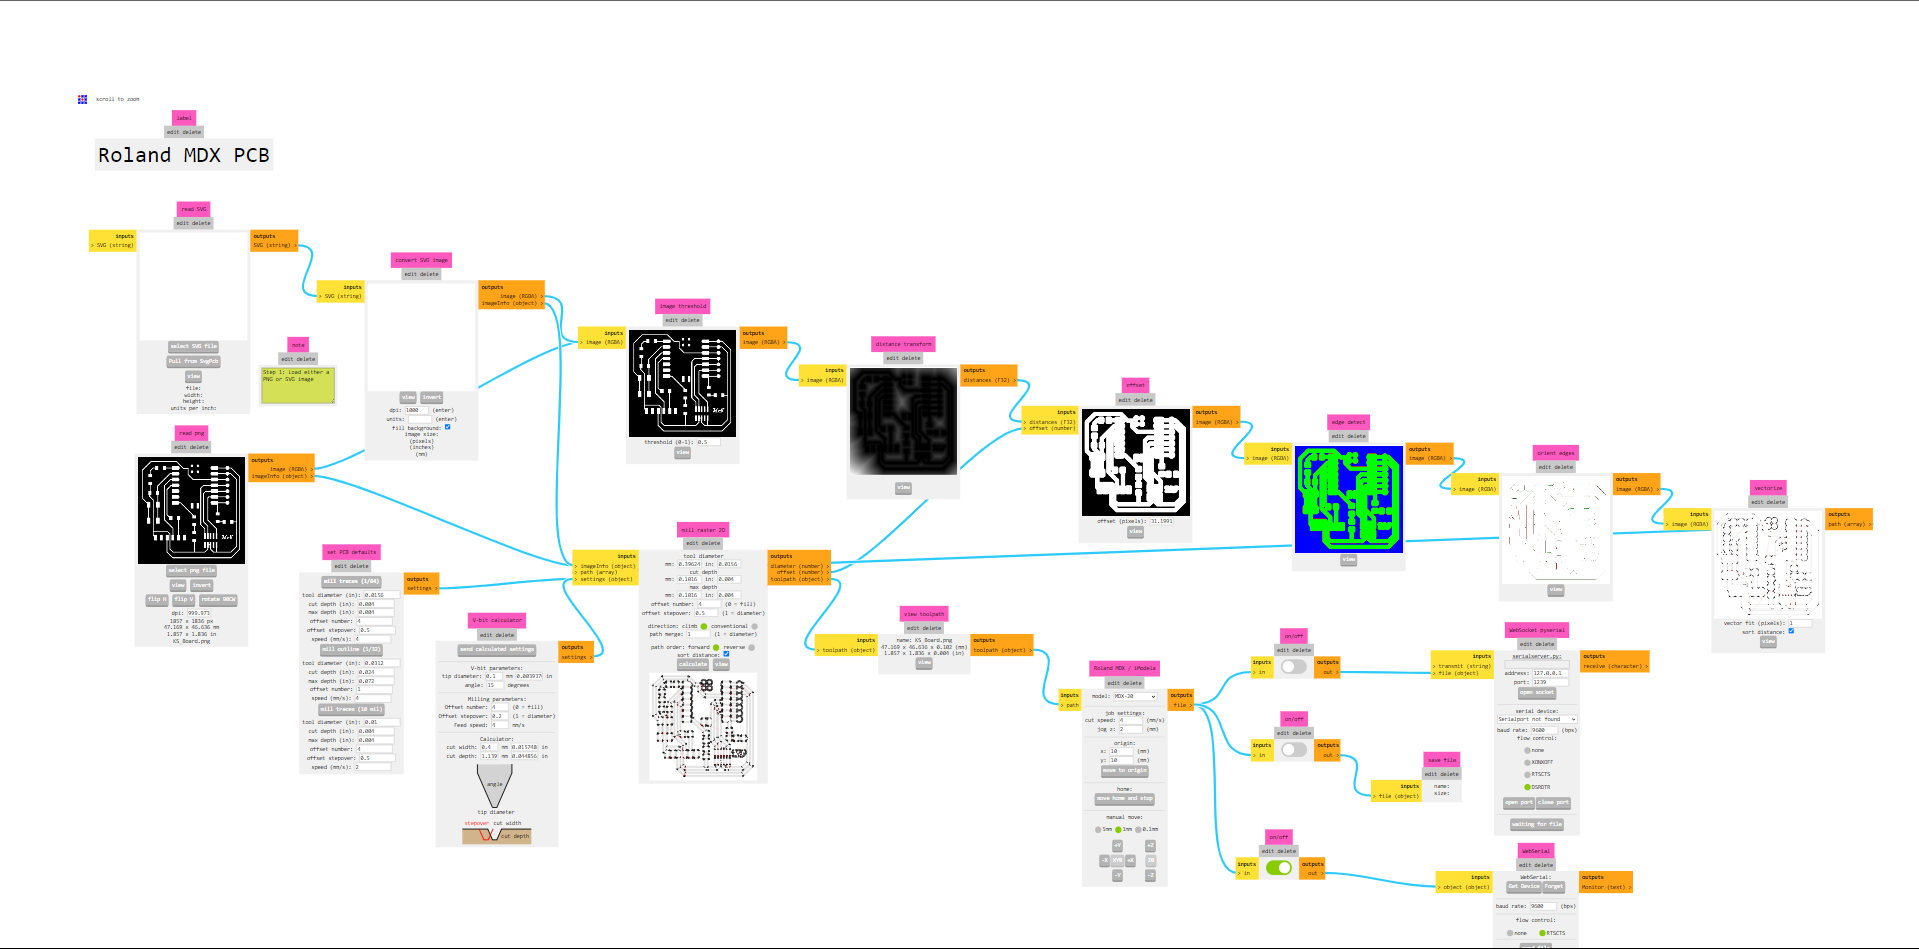 scroll to zoom
label
edit delete
Roland MDX PCB
read SVG
edit delete
inputs
> SVG (string)
outputs
SVG (string) >
select SVG file
Pull from SvgPcb
view
file:
width:
height:
units per inch:
note
edit delete
Step 1: Load either a
PNG or SVG image
convert SVG image
edit delete
inputs
> SVG (string)
outputs
image (RGBA) >
imageInfo (object) >
view invert
dpi: 1000 (enter)
units: (enter)
fill background:
image size:
(pixels)
(inches)
(mm)
read png
edit delete
outputs
image (RGBA) >
imageInfo (object) >
select png file
view invert
flip H flip V rotate 90CW
dpi: 999.973
1857 x 1836 px
47.169 x 46.636 mm
1.857 x 1.836 in
KS_Board.png
set PCB defaults
edit delete
outputs
settings >
mill traces (1/64)
tool diameter (in): 0.0156
cut depth (in): 0.004
max depth (in): 0.004
offset number: 4
offset stepover: 0.5
speed (mm/s): 4
mill outline (1/32)
tool diameter (in): 0.0312
cut depth (in): 0.024
max depth (in): 0.072
offset number: 1
speed (mm/s): 4
mill traces (10 mil)
tool diameter (in): 0.01
cut depth (in): 0.004
max depth (in): 0.004
offset number: 4
offset stepover: 0.5
speed (mm/s): 2
V-bit calculator
edit delete
outputs
settings >
send calculated settings
V-bit parameters:
tip diameter: 0.1 mm 0.003937 in
angle: 15 degrees
Milling parameters:
Offset number: 4 (0 = fill)
Offset stepover: 0.2 (1 = diameter)
Feed speed: 4 mm/s
Calculator:
cut width: 0.4 mm 0.015748 in
cut depth: 1.139 mm 0.044856 in
angle
tip diameter
stepover cut width
cut depth
image threshold
edit delete
inputs
> image (RGBA)
outputs
image (RGBA) >
threshold (0-1): 0.5
view
mill raster 2D
edit delete
inputs
> imageInfo (object)
> path (array)
> settings (object)
outputs
diameter (number) >
offset (number) >
toolpath (object) >
tool diameter
mm: 0.39624 in: 0.0156
cut depth
mm: 0.1016 in: 0.004
max depth
mm: 0.1016 in: 0.004
offset number: 4 (0 = fill)
offset stepover: 0.5 (1 = diameter)
direction: climb conventional
path merge: 1 (1 = diameter)
path order: forward reverse
sort distance:
calculate view
distance transform
edit delete
inputs
> image (RGBA)
outputs
distances (F32) >
view
view toolpath
edit delete
inputs
> toolpath (object)
outputs
toolpath (object) >
name: KS_Board.png
47.169 x 46.636 x 0.102 (mm)
1.857 x 1.836 x 0.004 (in)
view
offset
edit delete
inputs
> distances (F32)
> offset (number)
outputs
image (RGBA) >
offset (pixels): 31.1991
view
Roland MDX / iModela
edit delete
inputs
> path
outputs
file >
model: MDX-20
job settings:
cut speed: 4 (mm/s)
jog z: 2 (mm)
origin:
x: 10 (mm)
y: 10 (mm)
move to origin
home:
move home and stop
manual move:
5mm 1mm 0.1mm
+Y +Z
-X +X
-Y -Z
edge detect
edit delete
inputs
> image (RGBA)
outputs
image (RGBA) >
view
on/off
edit delete
inputs
> in
outputs
out >
on/off
edit delete
inputs
> in
outputs
out >
on/off
edit delete
inputs
> in
outputs
out >
save file
edit delete
inputs
> file (object)
name:
size:
orient edges
edit delete
inputs
> image (RGBA)
outputs
image (RGBA) >
view
WebSocket pyserial
edit delete
inputs
> transmit (string)
> file (object)
outputs
receive (character) >
serialserver.py:
address: 127.0.0.1
port: 1239
open socket
serial device:
Serialport not found
baud rate: 9600 (bps)
flow control:
none
XONXOFF
RTSCTS
DSRDTR
open port close port
waiting for file
WebSerial
edit delete
inputs
> object (object)
outputs
Monitor (text) >
WebSerial:
Get Device Forget
baud rate: 9600 (bps)
flow control:
none RTSCTS
vectorize
edit delete
inputs
> image (RGBA)
outputs
path (array) >
vector fit (pixels): 1
sort distance:
view